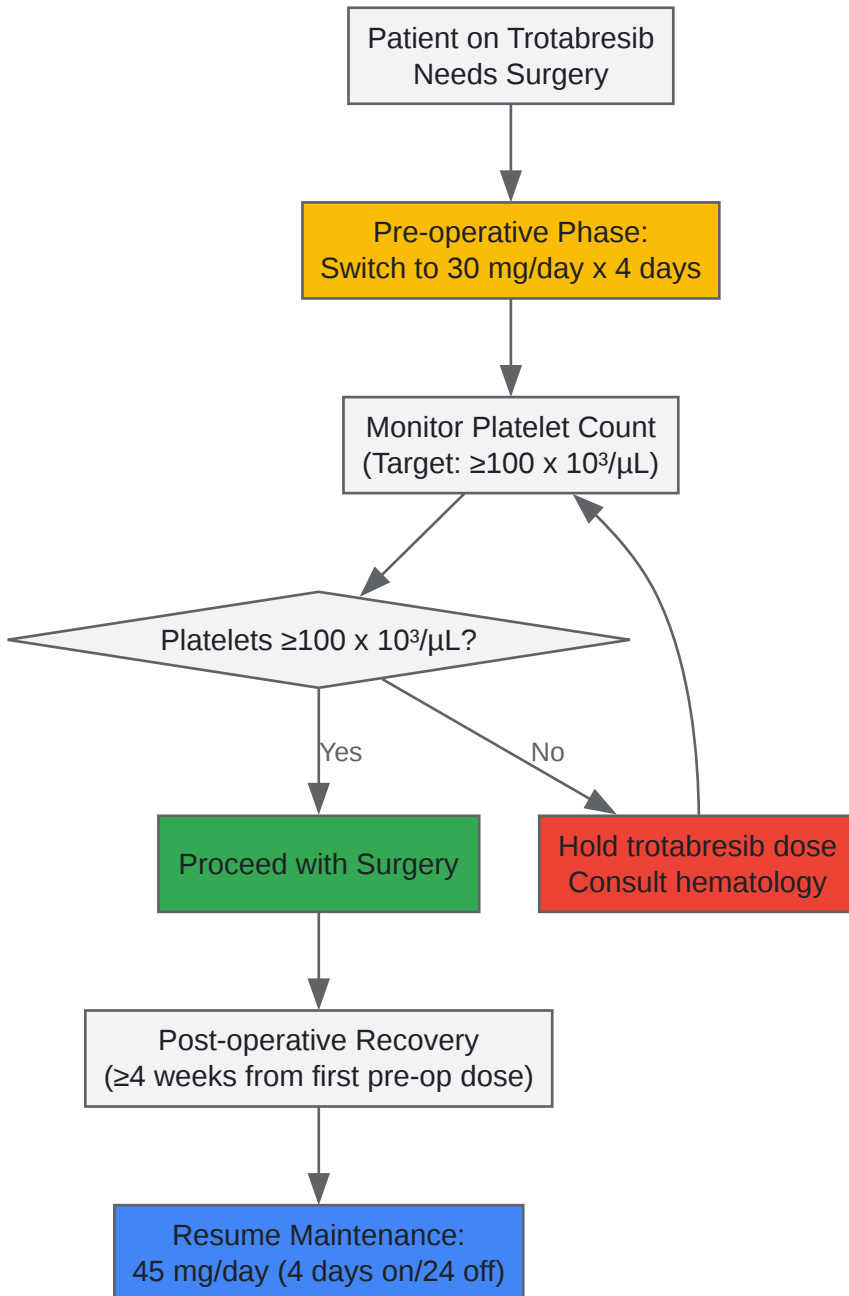 Patient on Trotabresib
Needs Surgery
Pre-operative Phase:
Switch to 30 mg/day x 4 days
Monitor Platelet Count
(Target: ≥100 x 10³/µL)
Platelets ≥100 x 10³/µL?
Yes
No
Proceed with Surgery
Hold trotabresib dose
Consult hematology
Post-operative Recovery
(≥4 weeks from first pre-op dose)
Resume Maintenance:
45 mg/day (4 days on/24 off)